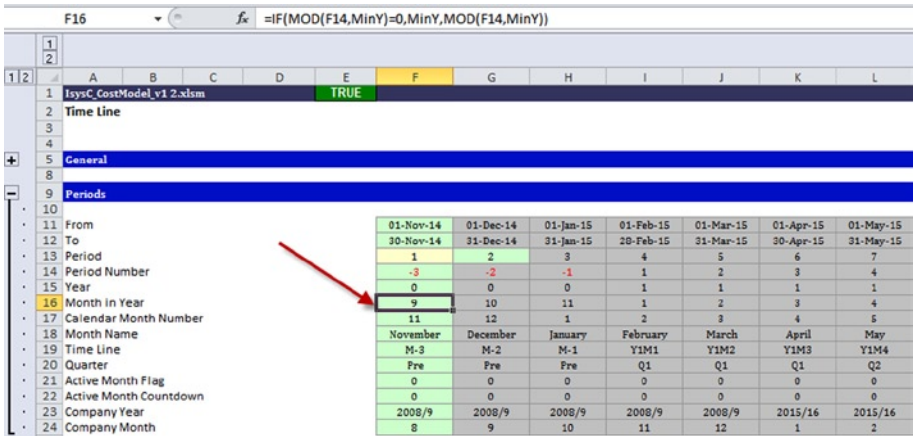 F16 fx =IF(MOD(F14,MinY)=0,MinY,MOD(F14,MinY))
1
2
1 2 A B C D E F G H I J K L
1 IsysC_CostModel_v1 2.xlsm TRUE
2 Time Line
3
4
5 General
8
9 Periods
10
11 From 01-Nov-14 01-Dec-14 01-Jan-15 01-Feb-15 01-Mar-15 01-Apr-15 01-May-15
12 To 30-Nov-14 31-Dec-14 31-Jan-15 28-Feb-15 31-Mar-15 30-Apr-15 31-May-15
13 Period 1 2 3 4 5 6 7
14 Period Number -3 -2 -1 1 2 3 4
15 Year 0 0 0 1 1 1 1
16 Month in Year 9 10 11 1 2 3 4
17 Calendar Month Number 11 12 1 2 3 4 5
18 Month Name November December January February March April May
19 Time Line M-3 M-2 M-1 Y1M1 Y1M2 Y1M3 Y1M4
20 Quarter Pre Pre Pre Q1 Q1 Q1 Q2
21 Active Month Flag 0 0 0 0 0 0 0
22 Active Month Countdown 0 0 0 0 0 0 0
23 Company Year 2008/9 2008/9 2008/9 2008/9 2008/9 2015/16 2015/16
24 Company Month 8 9 10 11 12 1 2